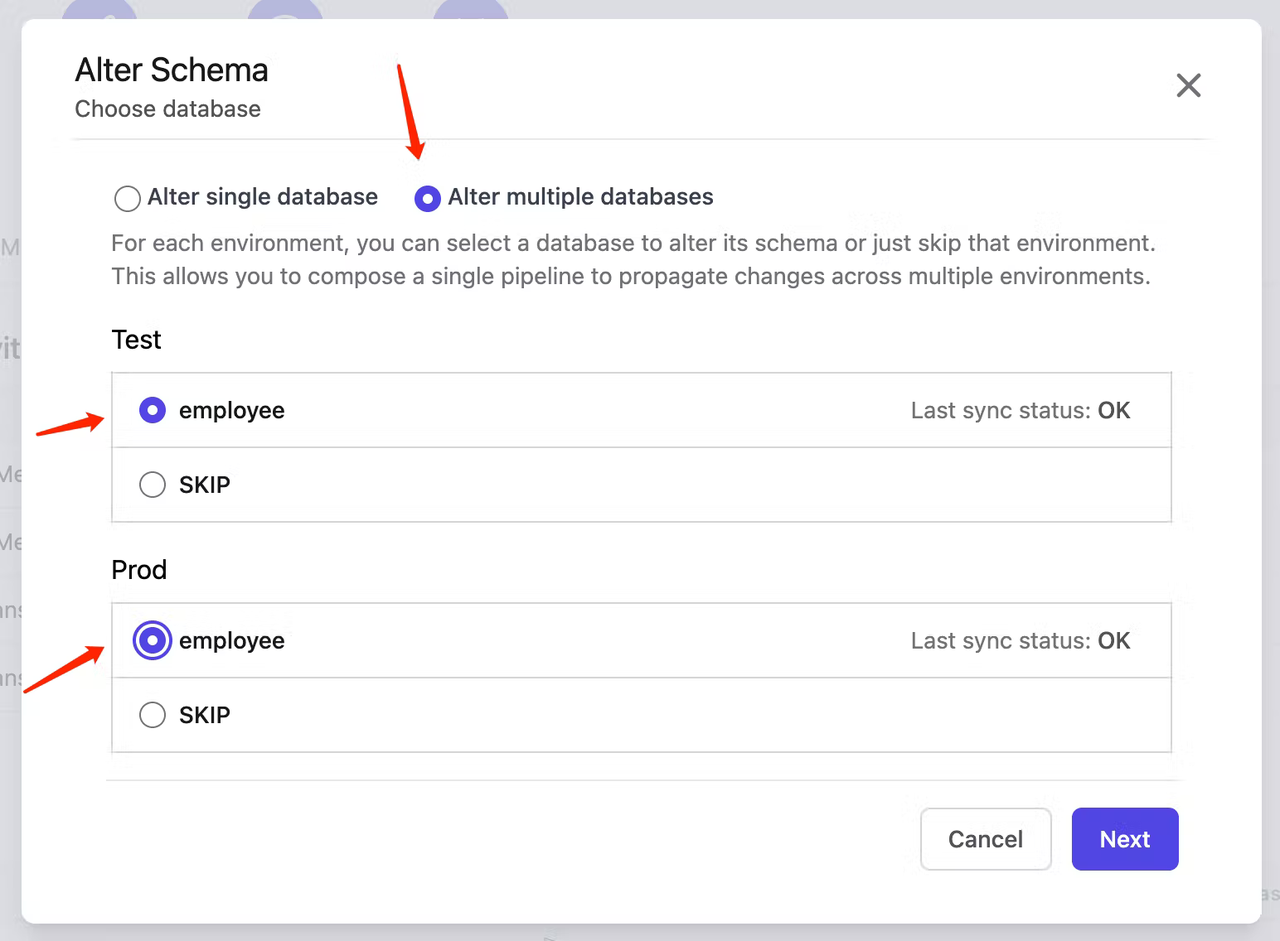 Alter Schema
Choose database
Alter single database Alter multiple databases
For each environment, you can select a database to alter its schema or just skip that environment.
This allows you to compose a single pipeline to propagate changes across multiple environments.
Test
employee Last sync status: OK
SKIP
Prod
employee Last sync status: OK
SKIP
Cancel Next